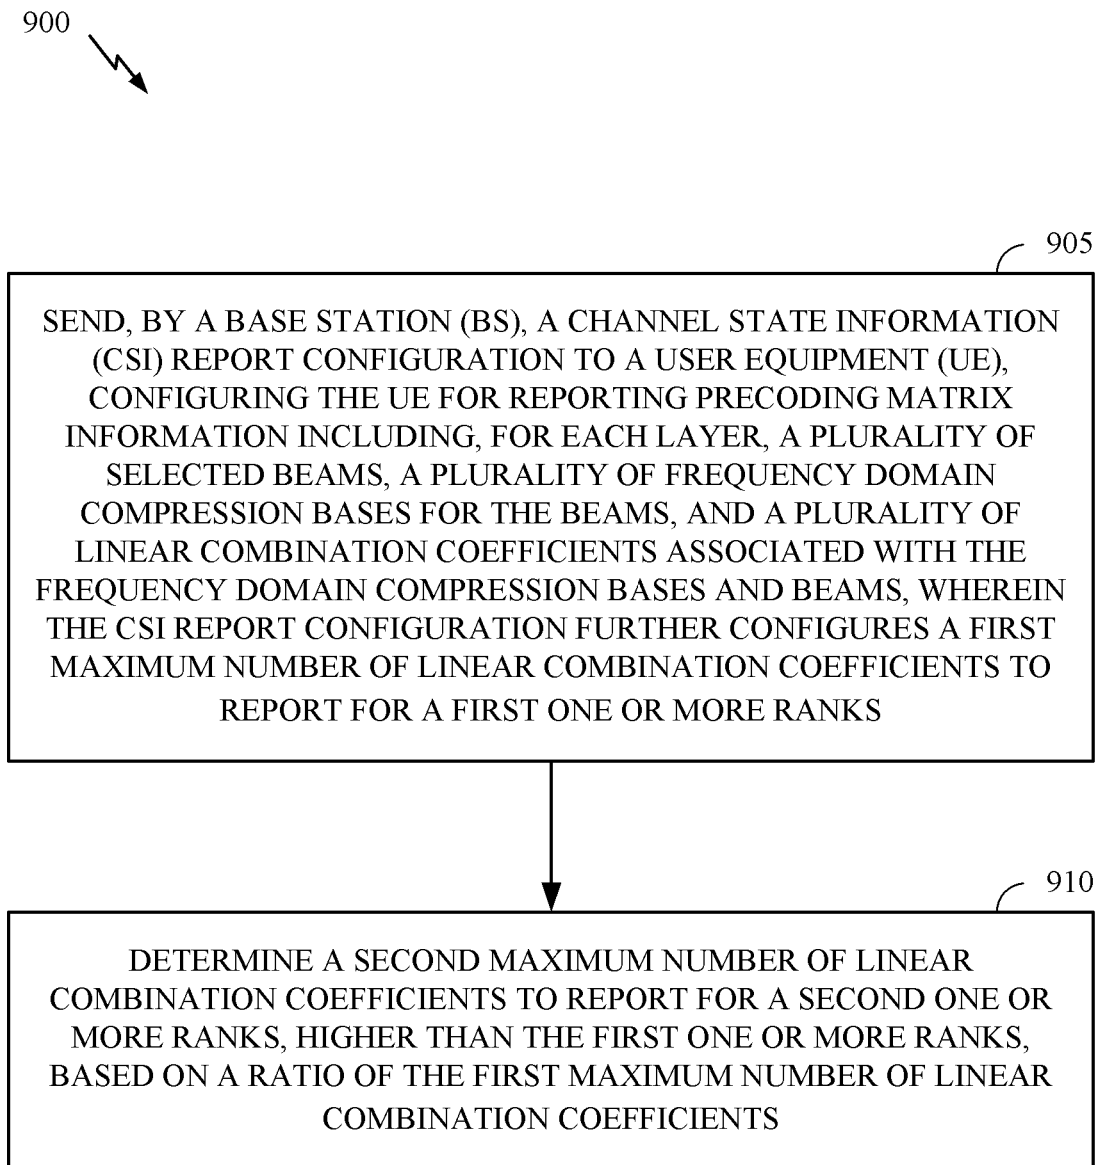 900
905
SEND, BY A BASE STATION (BS), A CHANNEL STATE INFORMATION
(CSI) REPORT CONFIGURATION TO A USER EQUIPMENT (UE),
CONFIGURING THE UE FOR REPORTING PRECODING MATRIX
INFORMATION INCLUDING, FOR EACH LAYER, A PLURALITY OF
SELECTED BEAMS, A PLURALITY OF FREQUENCY DOMAIN
COMPRESSION BASES FOR THE BEAMS, AND A PLURALITY OF
LINEAR COMBINATION COEFFICIENTS ASSOCIATED WITH THE
FREQUENCY DOMAIN COMPRESSION BASES AND BEAMS, WHEREIN
THE CSI REPORT CONFIGURATION FURTHER CONFIGURES A FIRST
MAXIMUM NUMBER OF LINEAR COMBINATION COEFFICIENTS TO
REPORT FOR A FIRST ONE OR MORE RANKS
910
DETERMINE A SECOND MAXIMUM NUMBER OF LINEAR
COMBINATION COEFFICIENTS TO REPORT FOR A SECOND ONE OR
MORE RANKS, HIGHER THAN THE FIRST ONE OR MORE RANKS,
BASED ON A RATIO OF THE FIRST MAXIMUM NUMBER OF LINEAR
COMBINATION COEFFICIENTS